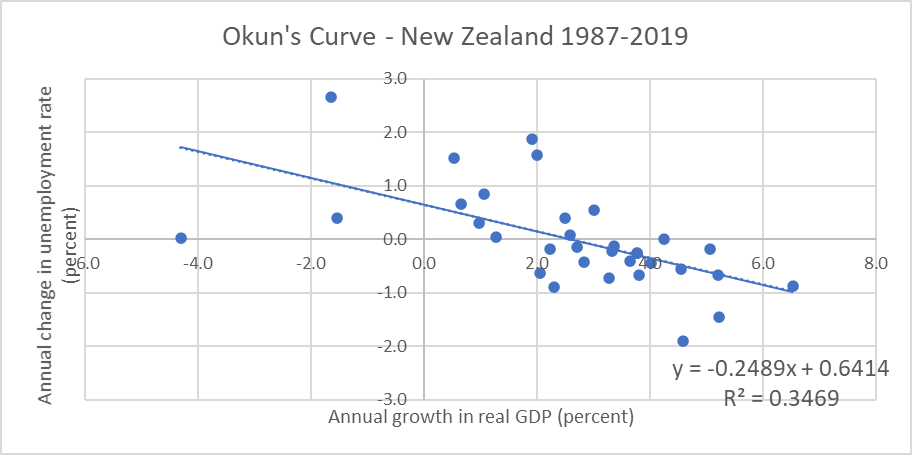 Okun's Curve - New Zealand 1987-2019
Annual change in unemployment rate
(percent)
3.0
2.0
1.0
0.0
-1.0
-2.0
-3.0
-6.0 -4.0 -2.0 0.0 2.0 4.0 6.0 8.0
y = -0.2489x + 0.6414
R² = 0.3469
Annual growth in real GDP (percent)